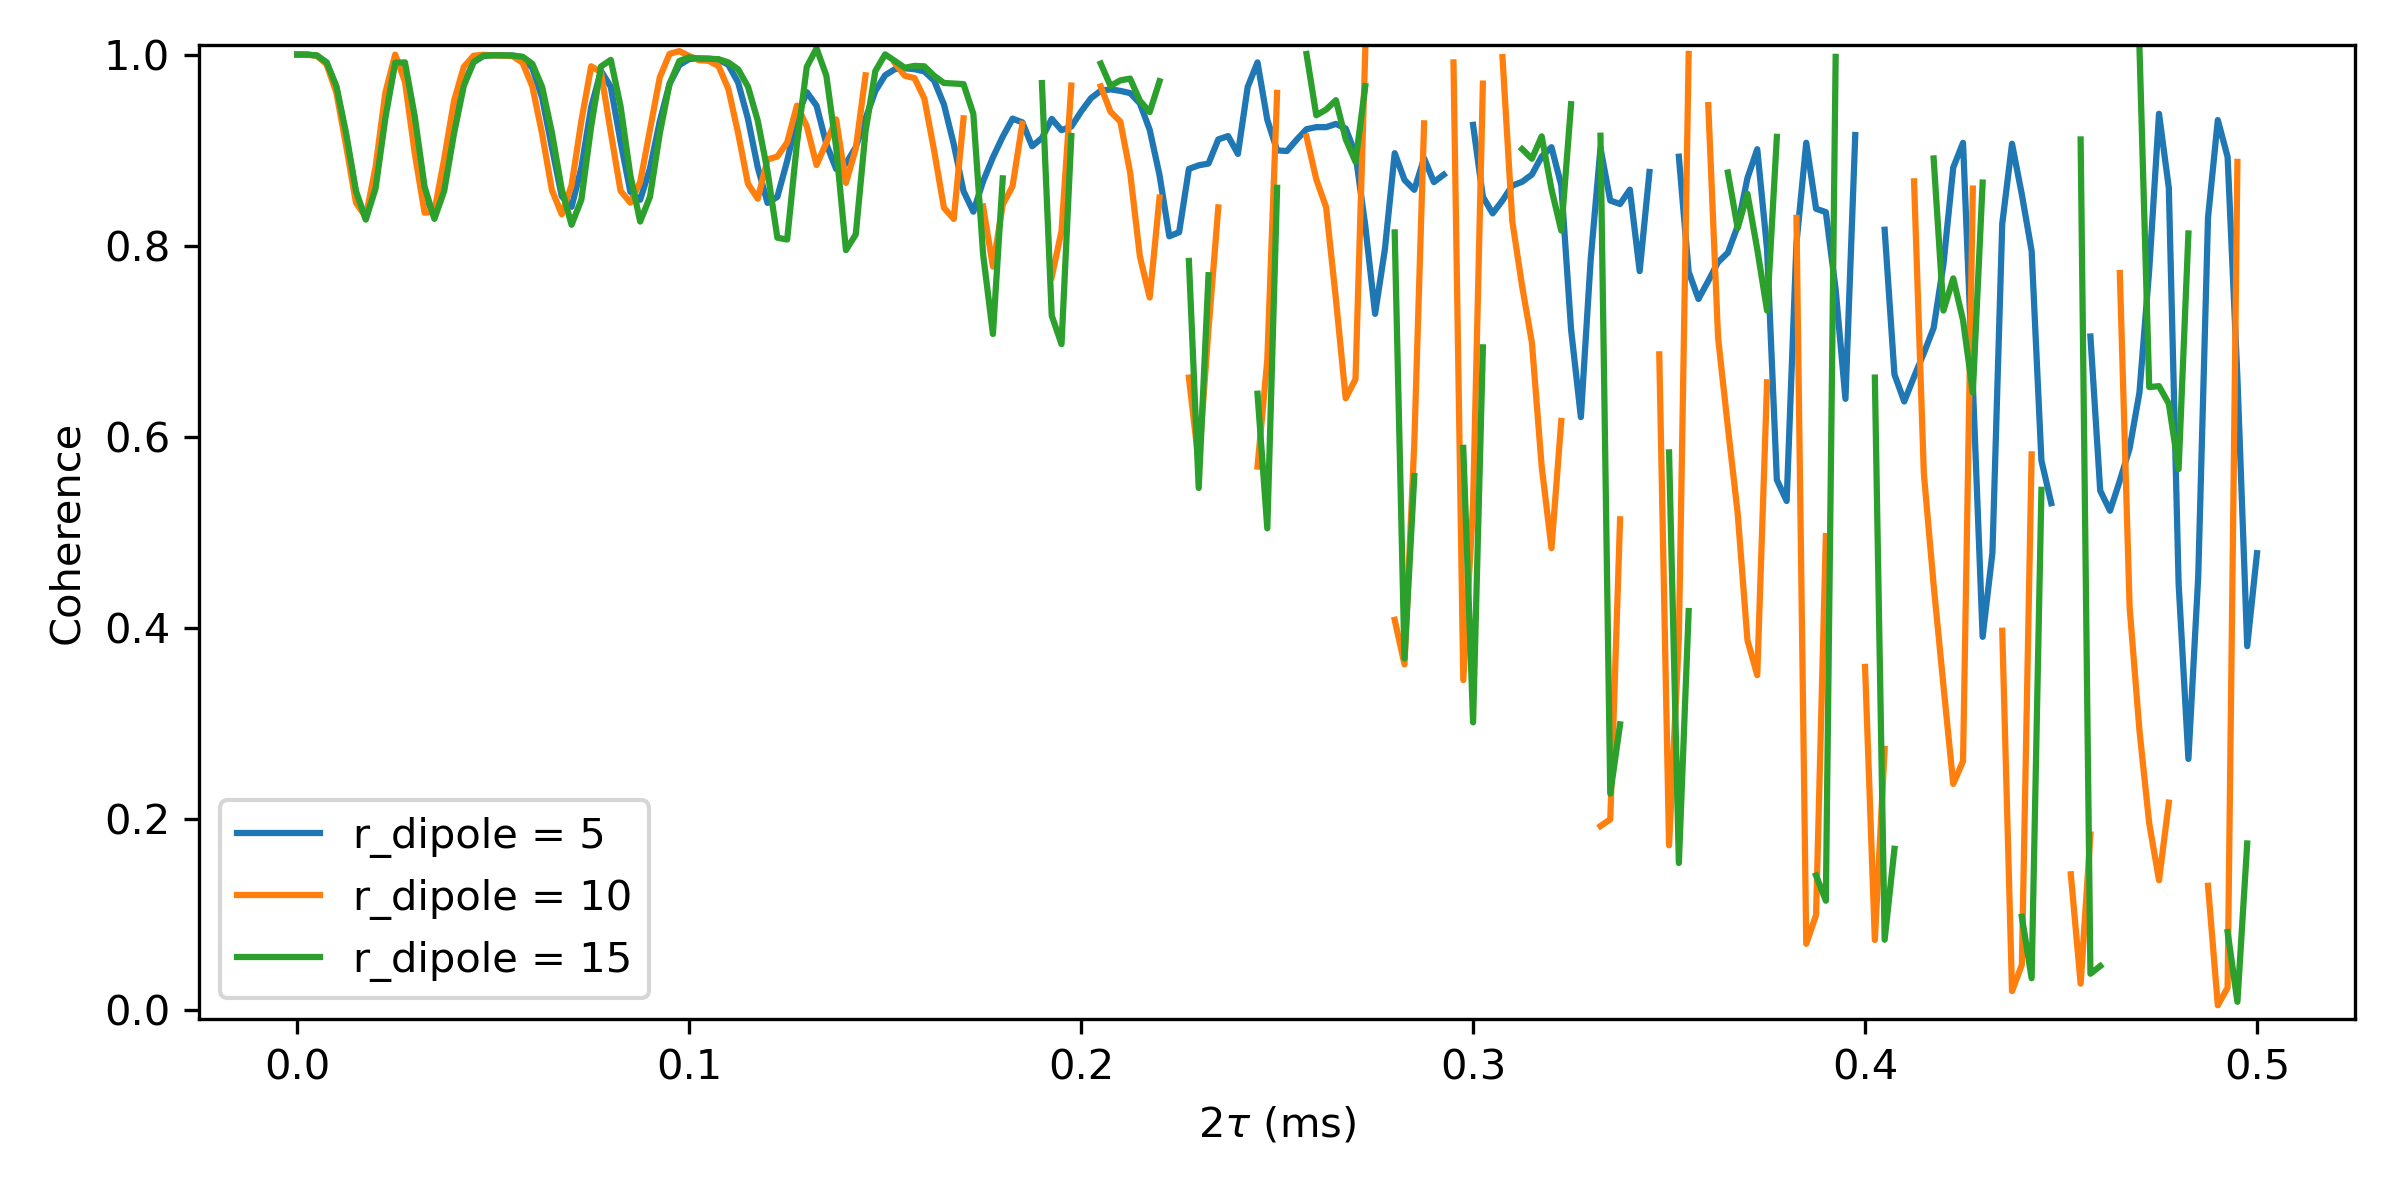 1.0
0.8
0.6
0.4
0.2
0.0
Coherence
r_dipole = 5
r_dipole = 10
r_dipole = 15
0.0 0.1 0.2 0.3 0.4 0.5
2τ (ms)